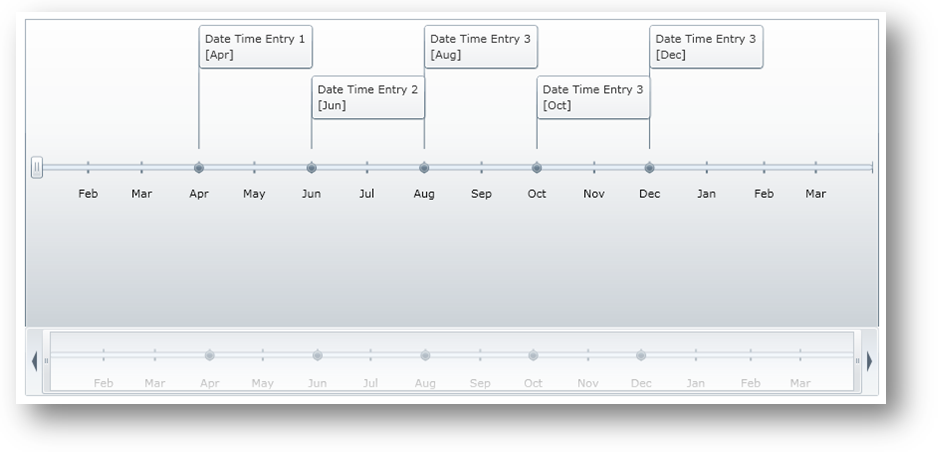 Date Time Entry 1
[Apr]
Date Time Entry 3
[Aug]
Date Time Entry 3
[Dec]
Date Time Entry 2
[Jun]
Date Time Entry 3
[Oct]
Feb Mar Apr May Jun Jul Aug Sep Oct Nov Dec Jan Feb Mar
Feb Mar Apr May Jun Jul Aug Sep Oct Nov Dec Jan Feb Mar